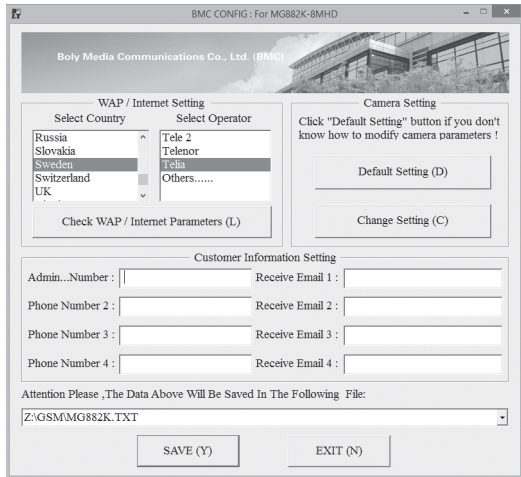 BMC CONFIG : For MG882K-8MHD
Boly Media Communications Co., Ltd. (BMC)
WAP / Internet Setting
Select Country
Select Operator
Russia
Slovakia
Sweden
Switzerland
UK
Tele 2
Telenor
Telia
Others......
Check WAP / Internet Parameters (L)
Camera Setting
Click "Default Setting" button if you don't
know how to modify camera parameters !
Default Setting (D)
Change Setting (C)
Customer Information Setting
Admin...Number : Receive Email 1 :
Phone Number 2 : Receive Email 2 :
Phone Number 3 : Receive Email 3 :
Phone Number 4 : Receive Email 4 :
Attention Please ,The Data Above Will Be Saved In The Following File:
Z:\GSM\MG882K.TXT
SAVE (Y) EXIT (N)